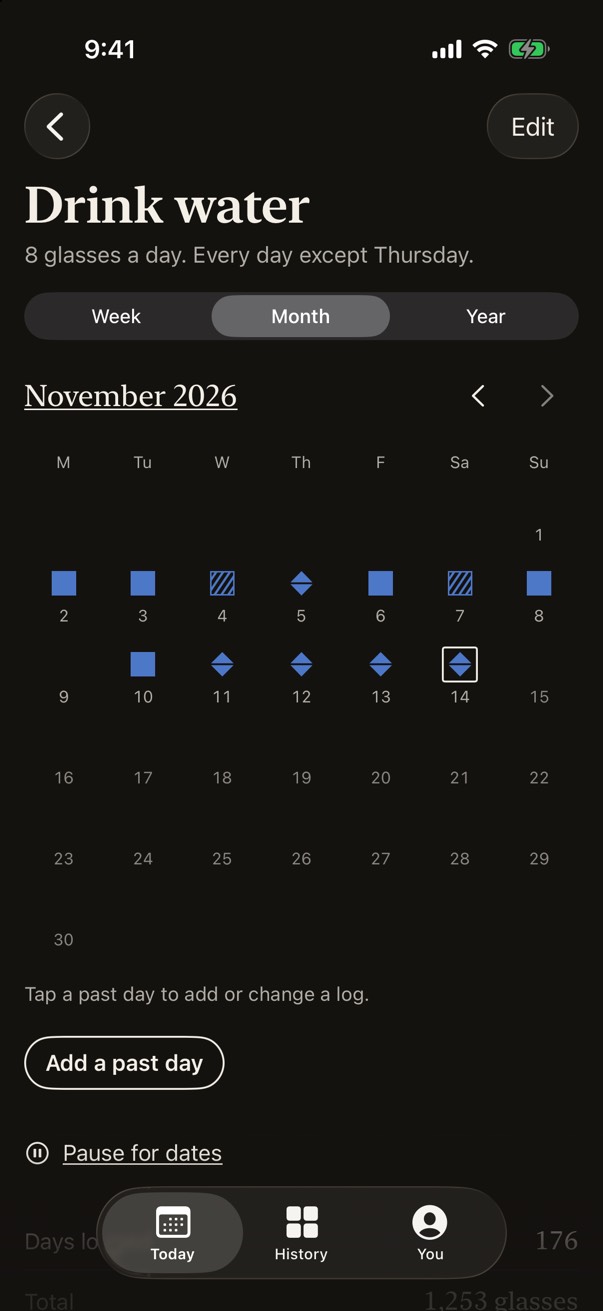 9:41
Edit
Drink water
8 glasses a day. Every day except Thursday.
Week Month Year
November 2026
M Tu W Th F Sa Su
1
2 3 4 5 6 7 8
9 10 11 12 13 14 15
16 17 18 19 20 21 22
23 24 25 26 27 28 29
30
Tap a past day to add or change a log.
Add a past day
Pause for dates
Days lo 176
Today History You
Total 1,253 glasses